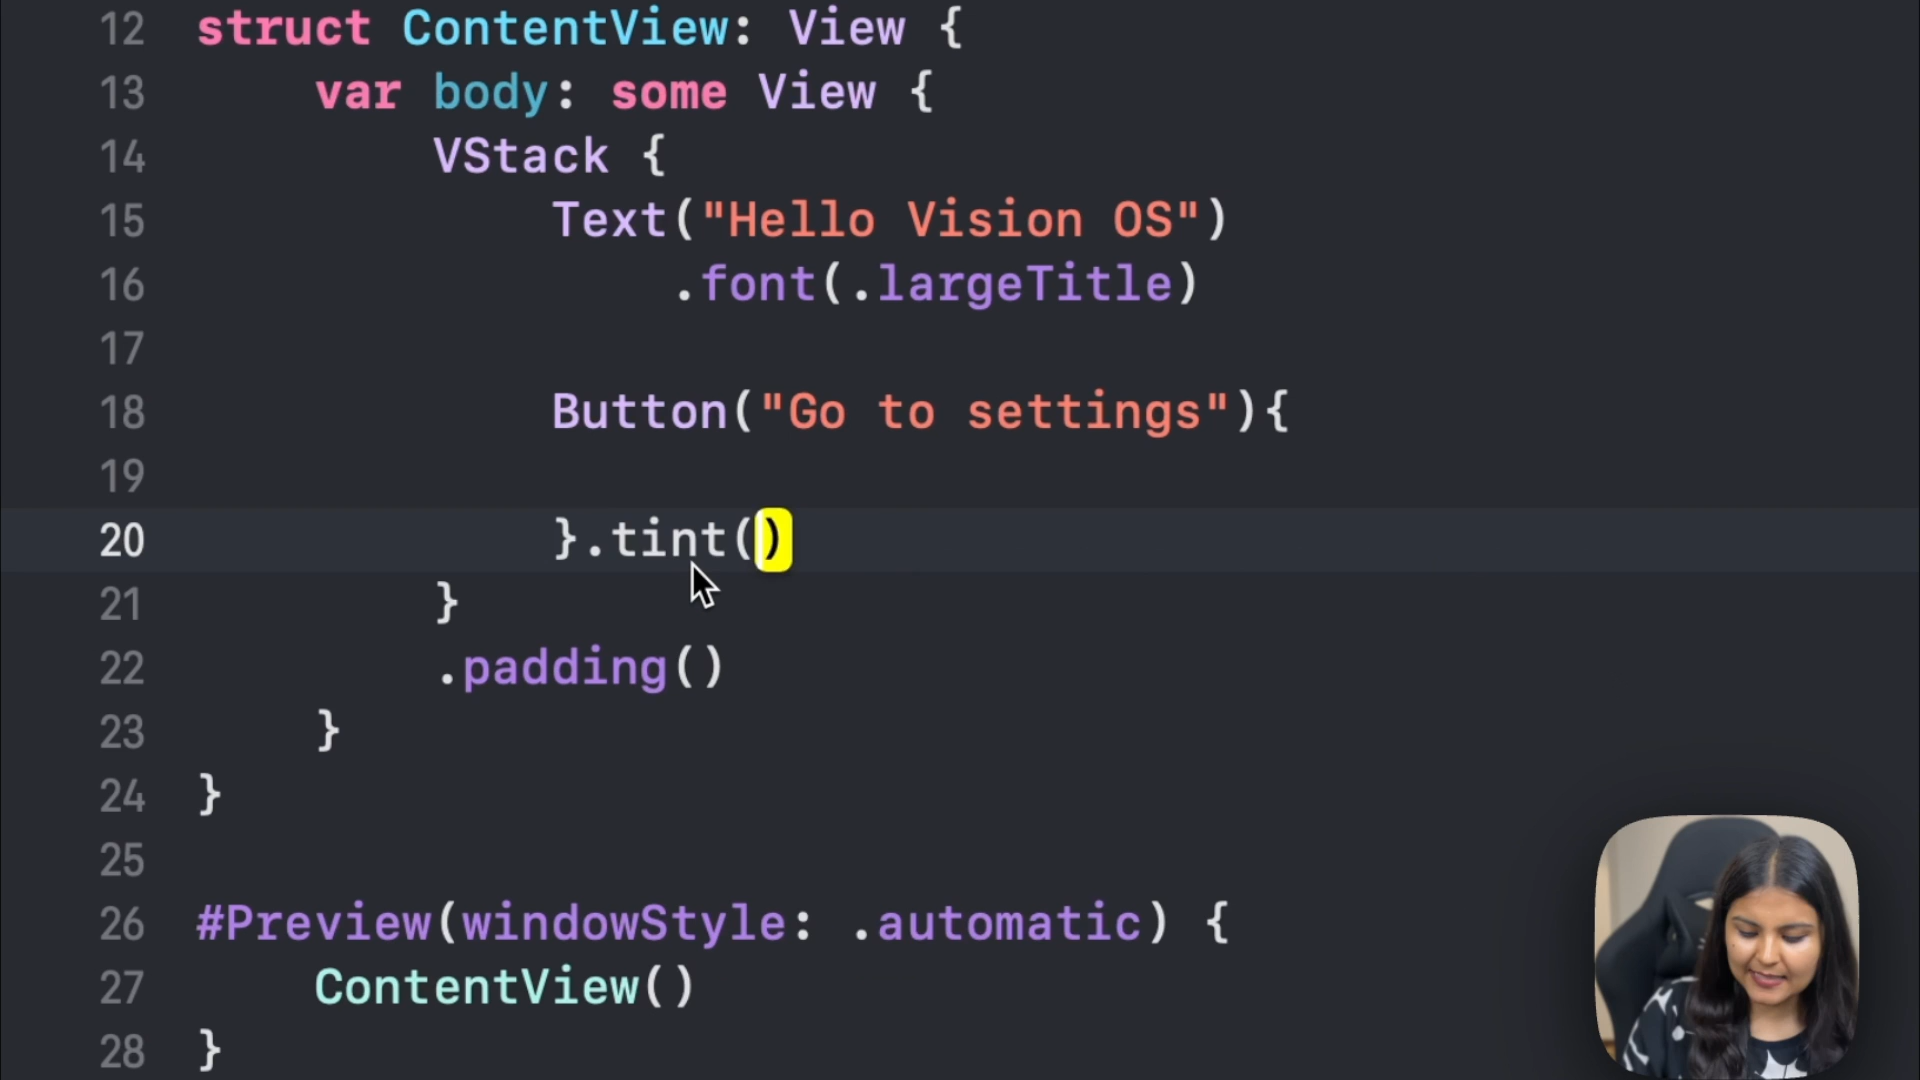 12 struct ContentView: View {
13 var body: some View {
14 VStack {
15 Text("Hello Vision OS")
16 .font(.largeTitle)
17
18 Button("Go to settings"){
19
20 }.tint()
21 }
22 .padding()
23 }
24 }
25
26 #Preview(windowStyle: .automatic) {
27 ContentView()
28 }